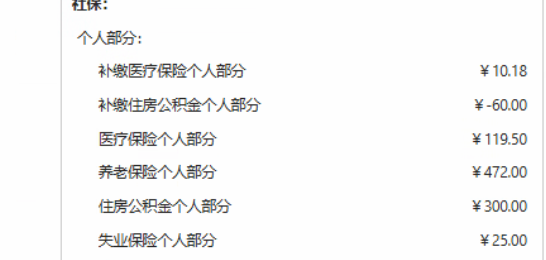 社保：
个人部分：
补缴医疗保险个人部分 ￥10.18
补缴住房公积金个人部分 ￥-60.00
医疗保险个人部分 ￥119.50
养老保险个人部分 ￥472.00
住房公积金个人部分 ￥300.00
失业保险个人部分 ￥25.00